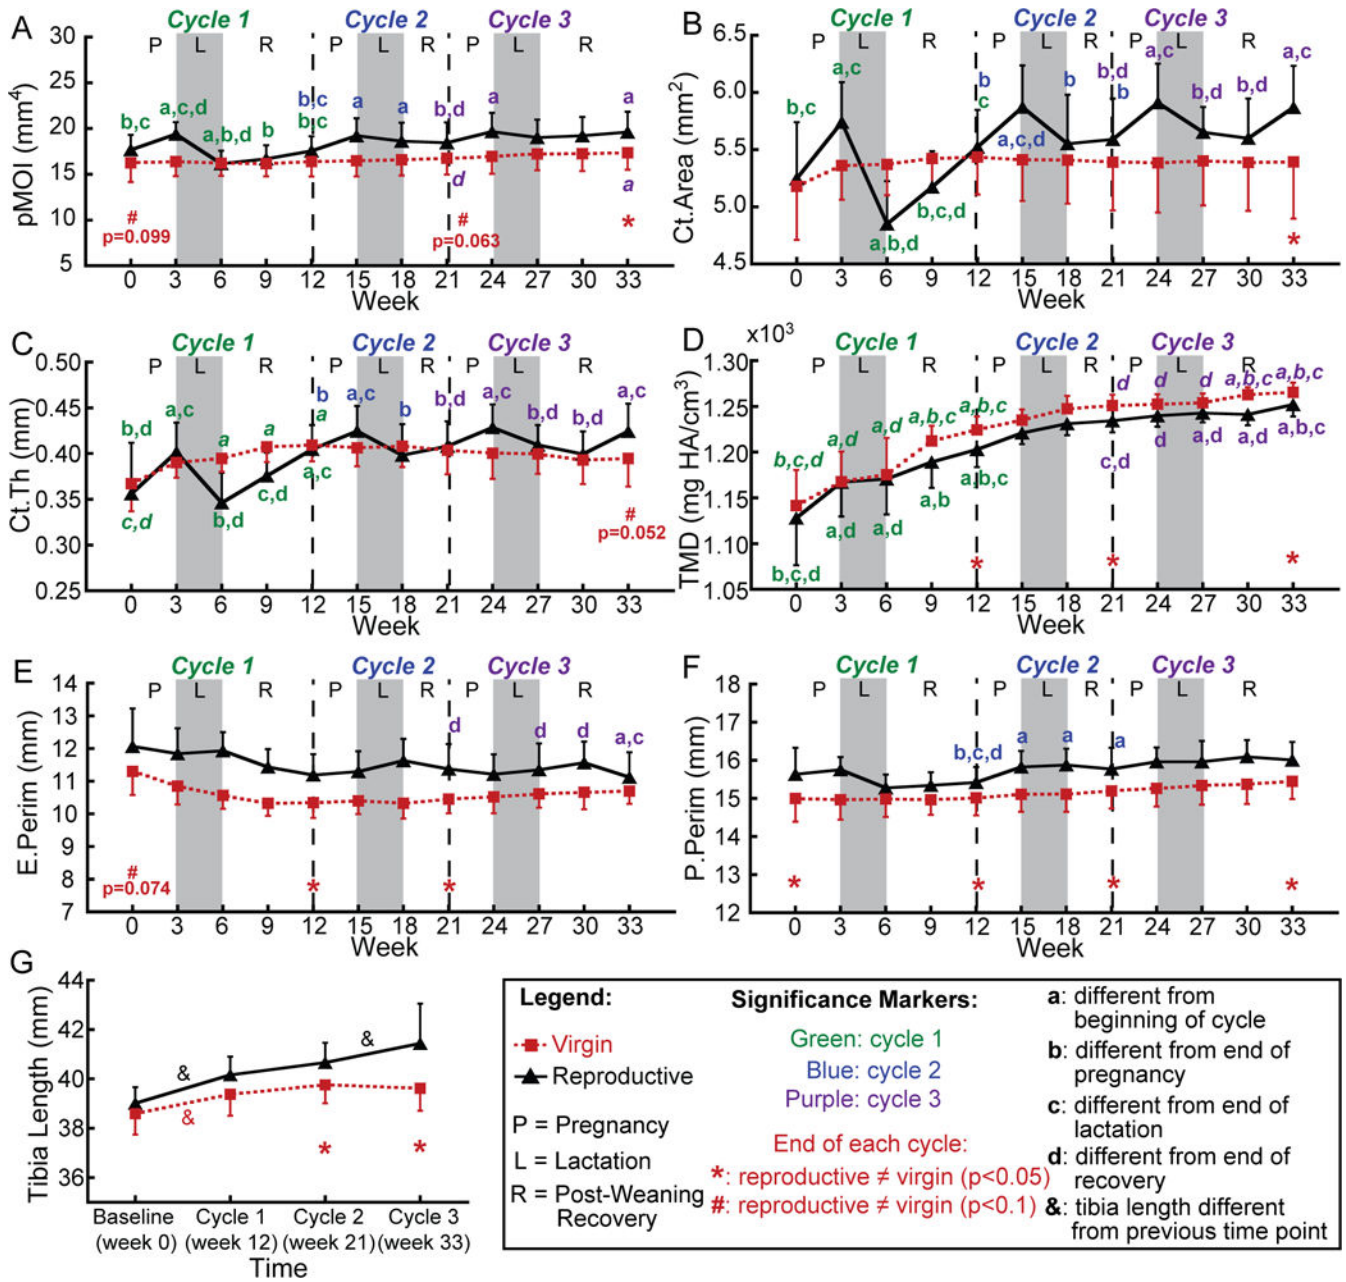 A
Cycle 1
Cycle 2
Cycle 3
P L R P L R P L R
pMOI (mm4)
30
25
20
15
10
5
b,c
a,c,d
a,b,d
b
b,c
b,c
a
a
b,d
d
a
a
a
#
p=0.099
#
p=0.063
*
0 3 6 9 12 15 18 21 24 27 30 33
Week
B
Cycle 1
Cycle 2
Cycle 3
P L R P L R P L R
Ct.Area (mm2)
6.5
6.0
5.5
5.0
4.5
b,c
a,c
a,b,d
b,c,d
b
c
a,c,d
b
b,d
b
a,c
b,d
b,d
a,c
*
0 3 6 9 12 15 18 21 24 27 30 33
Week
C
Cycle 1
Cycle 2
Cycle 3
P L R P L R P L R
Ct.Th (mm)
0.50
0.45
0.40
0.35
0.30
0.25
b,d
c,d
a,c
a
b,d
a
c,d
b
a
a,c
a,c
b
b,d
a,c
b,d
b,d
a,c
#
p=0.052
0 3 6 9 12 15 18 21 24 27 30 33
Week
D
x103
Cycle 1
Cycle 2
Cycle 3
P L R P L R P L R
TMD (mg HA/cm3)
1.30
1.25
1.20
1.15
1.10
1.05
b,c,d
b,c,d
a,d
a,d
a,d
a,d
a,b,c
a,b
a,b,c
a,b,c
d
c,d
d
d
d
a,d
a,b,c
a,d
a,b,c
a,b,c
* * *
0 3 6 9 12 15 18 21 24 27 30 33
Week
E
Cycle 1
Cycle 2
Cycle 3
P L R P L R P L R
E.Perim (mm)
14
13
12
11
10
9
8
7
d
d
d
a,c
#
p=0.074
* *
0 3 6 9 12 15 18 21 24 27 30 33
Week
F
Cycle 1
Cycle 2
Cycle 3
P L R P L R P L R
P.Perim (mm)
18
17
16
15
14
13
12
b,c,d
a
a
a
* * * *
0 3 6 9 12 15 18 21 24 27 30 33
Week
G
Tibia Length (mm)
44
42
40
38
36
&
&
&
* *
Baseline
(week 0)
Cycle 1
(week 12)
Cycle 2
(week 21)
Cycle 3
(week 33)
Time
Legend:
Virgin
Reproductive
P = Pregnancy
L = Lactation
R = Post-Weaning
Recovery
Significance Markers:
Green: cycle 1
Blue: cycle 2
Purple: cycle 3
End of each cycle:
*: reproductive ≠ virgin (p<0.05)
#: reproductive ≠ virgin (p<0.1)
a: different from
beginning of cycle
b: different from end of
pregnancy
c: different from end of
lactation
d: different from end of
recovery
&: tibia length different
from previous time point